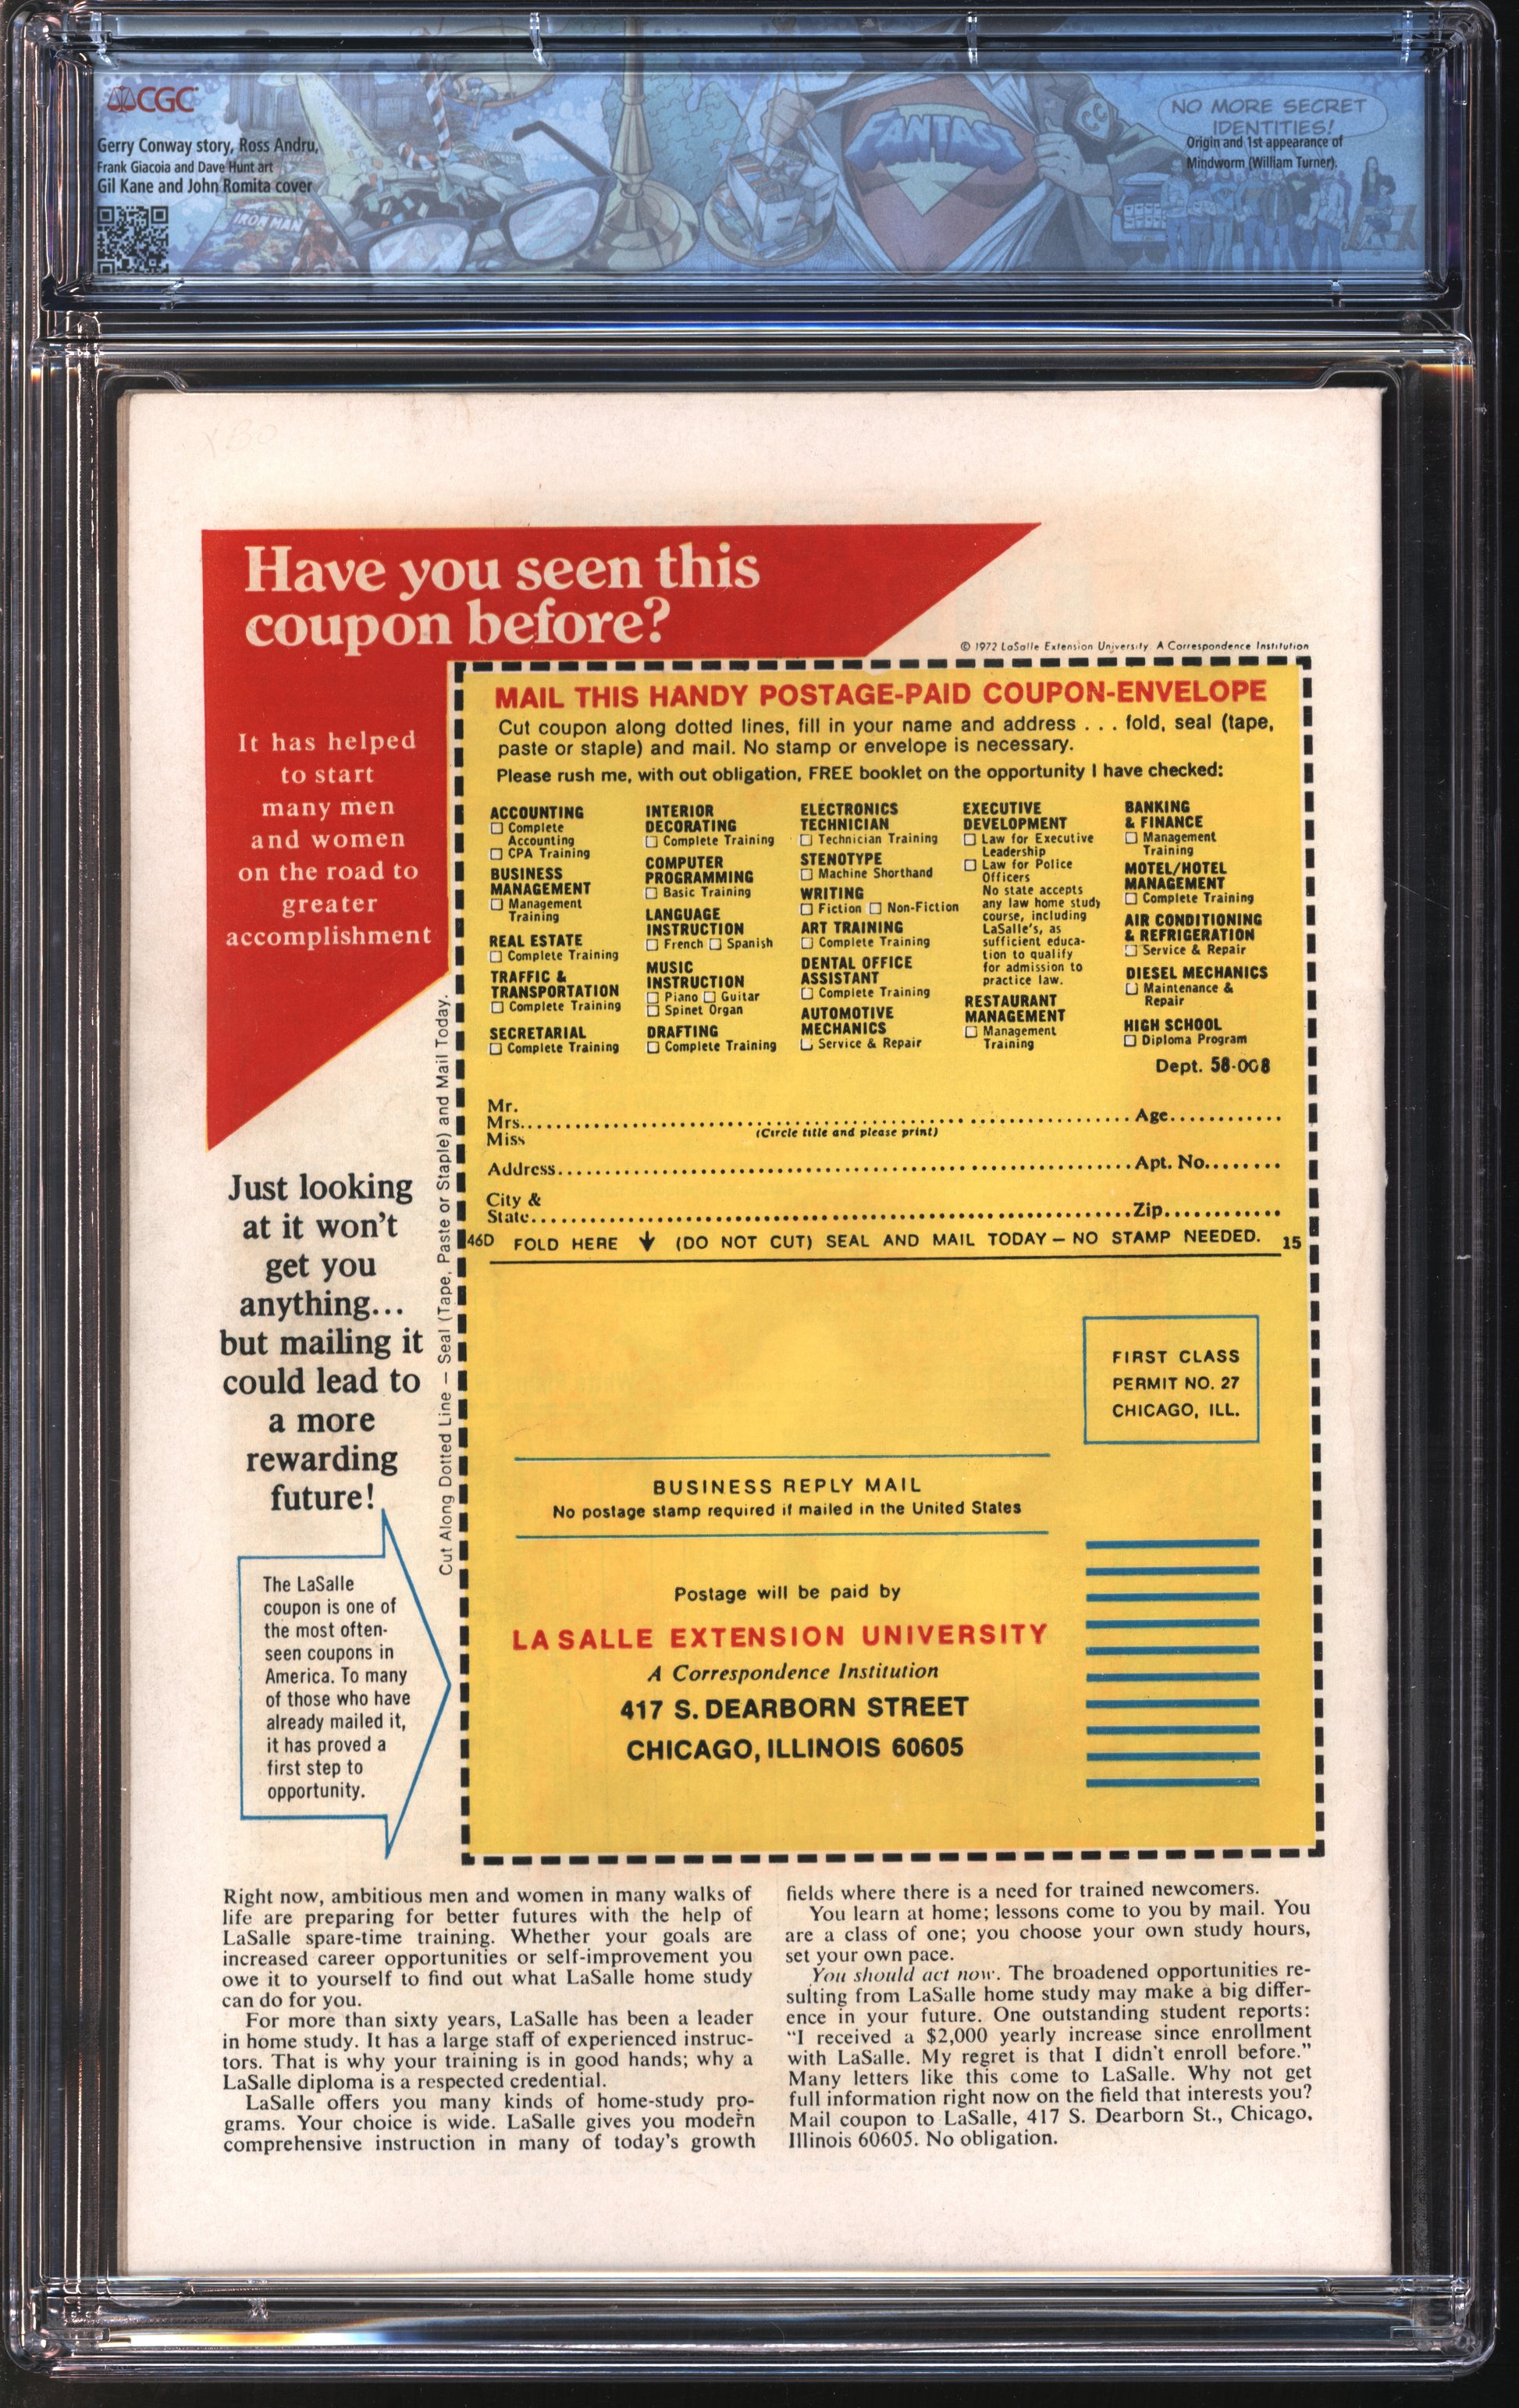 CGC
Gerry Conway story, Ross Andru,
Frank Giacoia and Dave Hunt art
Gil Kane and John Romita cover
IRON MAN
FANTAST
CC
NO MORE SECRET
IDENTITIES!
Origin and 1st appearance of
Mindworm (William Turner).
Have you seen this
coupon before?
© 1972 LaSalle Extension University. A Correspondence Institution
It has helped
to start
many men
and women
on the road to
greater
accomplishment
MAIL THIS HANDY POSTAGE-PAID COUPON-ENVELOPE
Cut coupon along dotted lines, fill in your name and address . . . fold, seal (tape,
paste or staple) and mail. No stamp or envelope is necessary.
Please rush me, with out obligation, FREE booklet on the opportunity I have checked:
ACCOUNTING
☐ Complete
Accounting
☐ CPA Training
BUSINESS
MANAGEMENT
☐ Management
Training
REAL ESTATE
☐ Complete Training
TRAFFIC &
TRANSPORTATION
☐ Complete Training
SECRETARIAL
☐ Complete Training
INTERIOR
DECORATING
☐ Complete Training
COMPUTER
PROGRAMMING
☐ Basic Training
LANGUAGE
INSTRUCTION
☐ French ☐ Spanish
MUSIC
INSTRUCTION
☐ Piano ☐ Guitar
☐ Spinet Organ
DRAFTING
☐ Complete Training
ELECTRONICS
TECHNICIAN
☐ Technician Training
STENOTYPE
☐ Machine Shorthand
WRITING
☐ Fiction ☐ Non-Fiction
ART TRAINING
☐ Complete Training
DENTAL OFFICE
ASSISTANT
☐ Complete Training
AUTOMOTIVE
MECHANICS
☐ Service & Repair
EXECUTIVE
DEVELOPMENT
☐ Law for Executive
Leadership
☐ Law for Police
Officers
No state accepts
any law home study
course, including
LaSalle's, as
sufficient educa-
tion to qualify
for admission to
practice law.
RESTAURANT
MANAGEMENT
☐ Management
Training
BANKING
& FINANCE
☐ Management
Training
MOTEL/HOTEL
MANAGEMENT
☐ Complete Training
AIR CONDITIONING
& REFRIGERATION
☐ Service & Repair
DIESEL MECHANICS
☐ Maintenance &
Repair
HIGH SCHOOL
☐ Diploma Program
Dept. 58-008
Mr.
Mrs. Age
Miss
(Circle title and please print)
Address Apt. No.
City &
State Zip
46D FOLD HERE ↓ (DO NOT CUT) SEAL AND MAIL TODAY – NO STAMP NEEDED. 15
Cut Along Dotted Line – Seal (Tape, Paste or Staple) and Mail Today.
Just looking
at it won't
get you
anything...
but mailing it
could lead to
a more
rewarding
future!
FIRST CLASS
PERMIT NO. 27
CHICAGO, ILL.
BUSINESS REPLY MAIL
No postage stamp required if mailed in the United States
Postage will be paid by
LA SALLE EXTENSION UNIVERSITY
A Correspondence Institution
417 S. DEARBORN STREET
CHICAGO, ILLINOIS 60605
The LaSalle
coupon is one of
the most often-
seen coupons in
America. To many
of those who have
already mailed it,
it has proved a
first step to
opportunity.
Right now, ambitious men and women in many walks of
life are preparing for better futures with the help of
LaSalle spare-time training. Whether your goals are
increased career opportunities or self-improvement you
owe it to yourself to find out what LaSalle home study
can do for you.
For more than sixty years, LaSalle has been a leader
in home study. It has a large staff of experienced instruc-
tors. That is why your training is in good hands; why a
LaSalle diploma is a respected credential.
LaSalle offers you many kinds of home-study pro-
grams. Your choice is wide. LaSalle gives you modern
comprehensive instruction in many of today's growth
fields where there is a need for trained newcomers.
You learn at home; lessons come to you by mail. You
are a class of one; you choose your own study hours,
set your own pace.
You should act now. The broadened opportunities re-
sulting from LaSalle home study may make a big differ-
ence in your future. One outstanding student reports:
"I received a $2,000 yearly increase since enrollment
with LaSalle. My regret is that I didn't enroll before."
Many letters like this come to LaSalle. Why not get
full information right now on the field that interests you?
Mail coupon to LaSalle, 417 S. Dearborn St., Chicago,
Illinois 60605. No obligation.